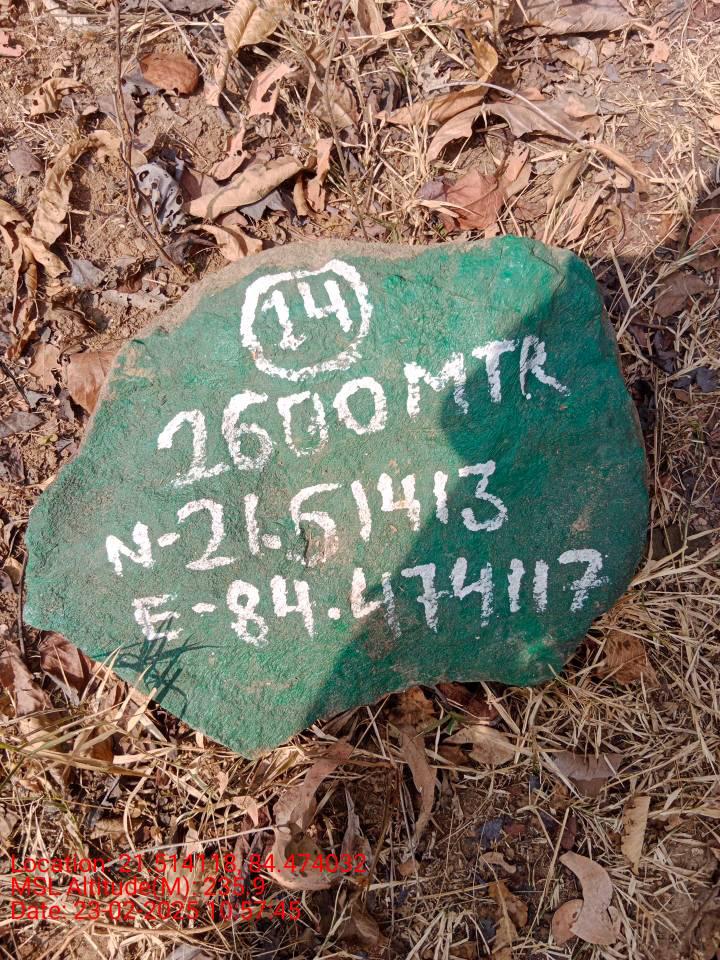 14
2600 MTR
N-21.51413
E-84.474117
Location: 21.514118, 84.474032
MSL Altitude(M) :235.9
Date: 23-02-2025 10:57:45